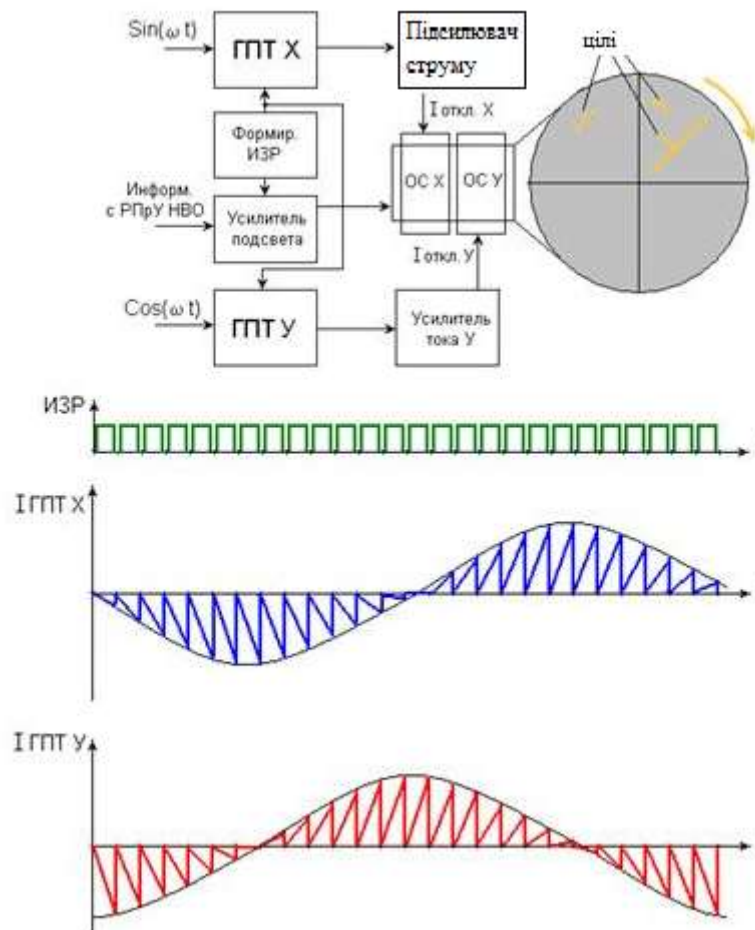 Sin(ω t)
ГПТ X
Підсилювач
струму
цілі
I откл. X
Формир.
ИЗР
ОС X
ОС У
Информ.
с РПрУ НВО
Усилитель
подсвета
I откл. У
Cos(ω t)
ГПТ У
Усилитель
тока У
ИЗР
I ГПТ X
I ГПТ У